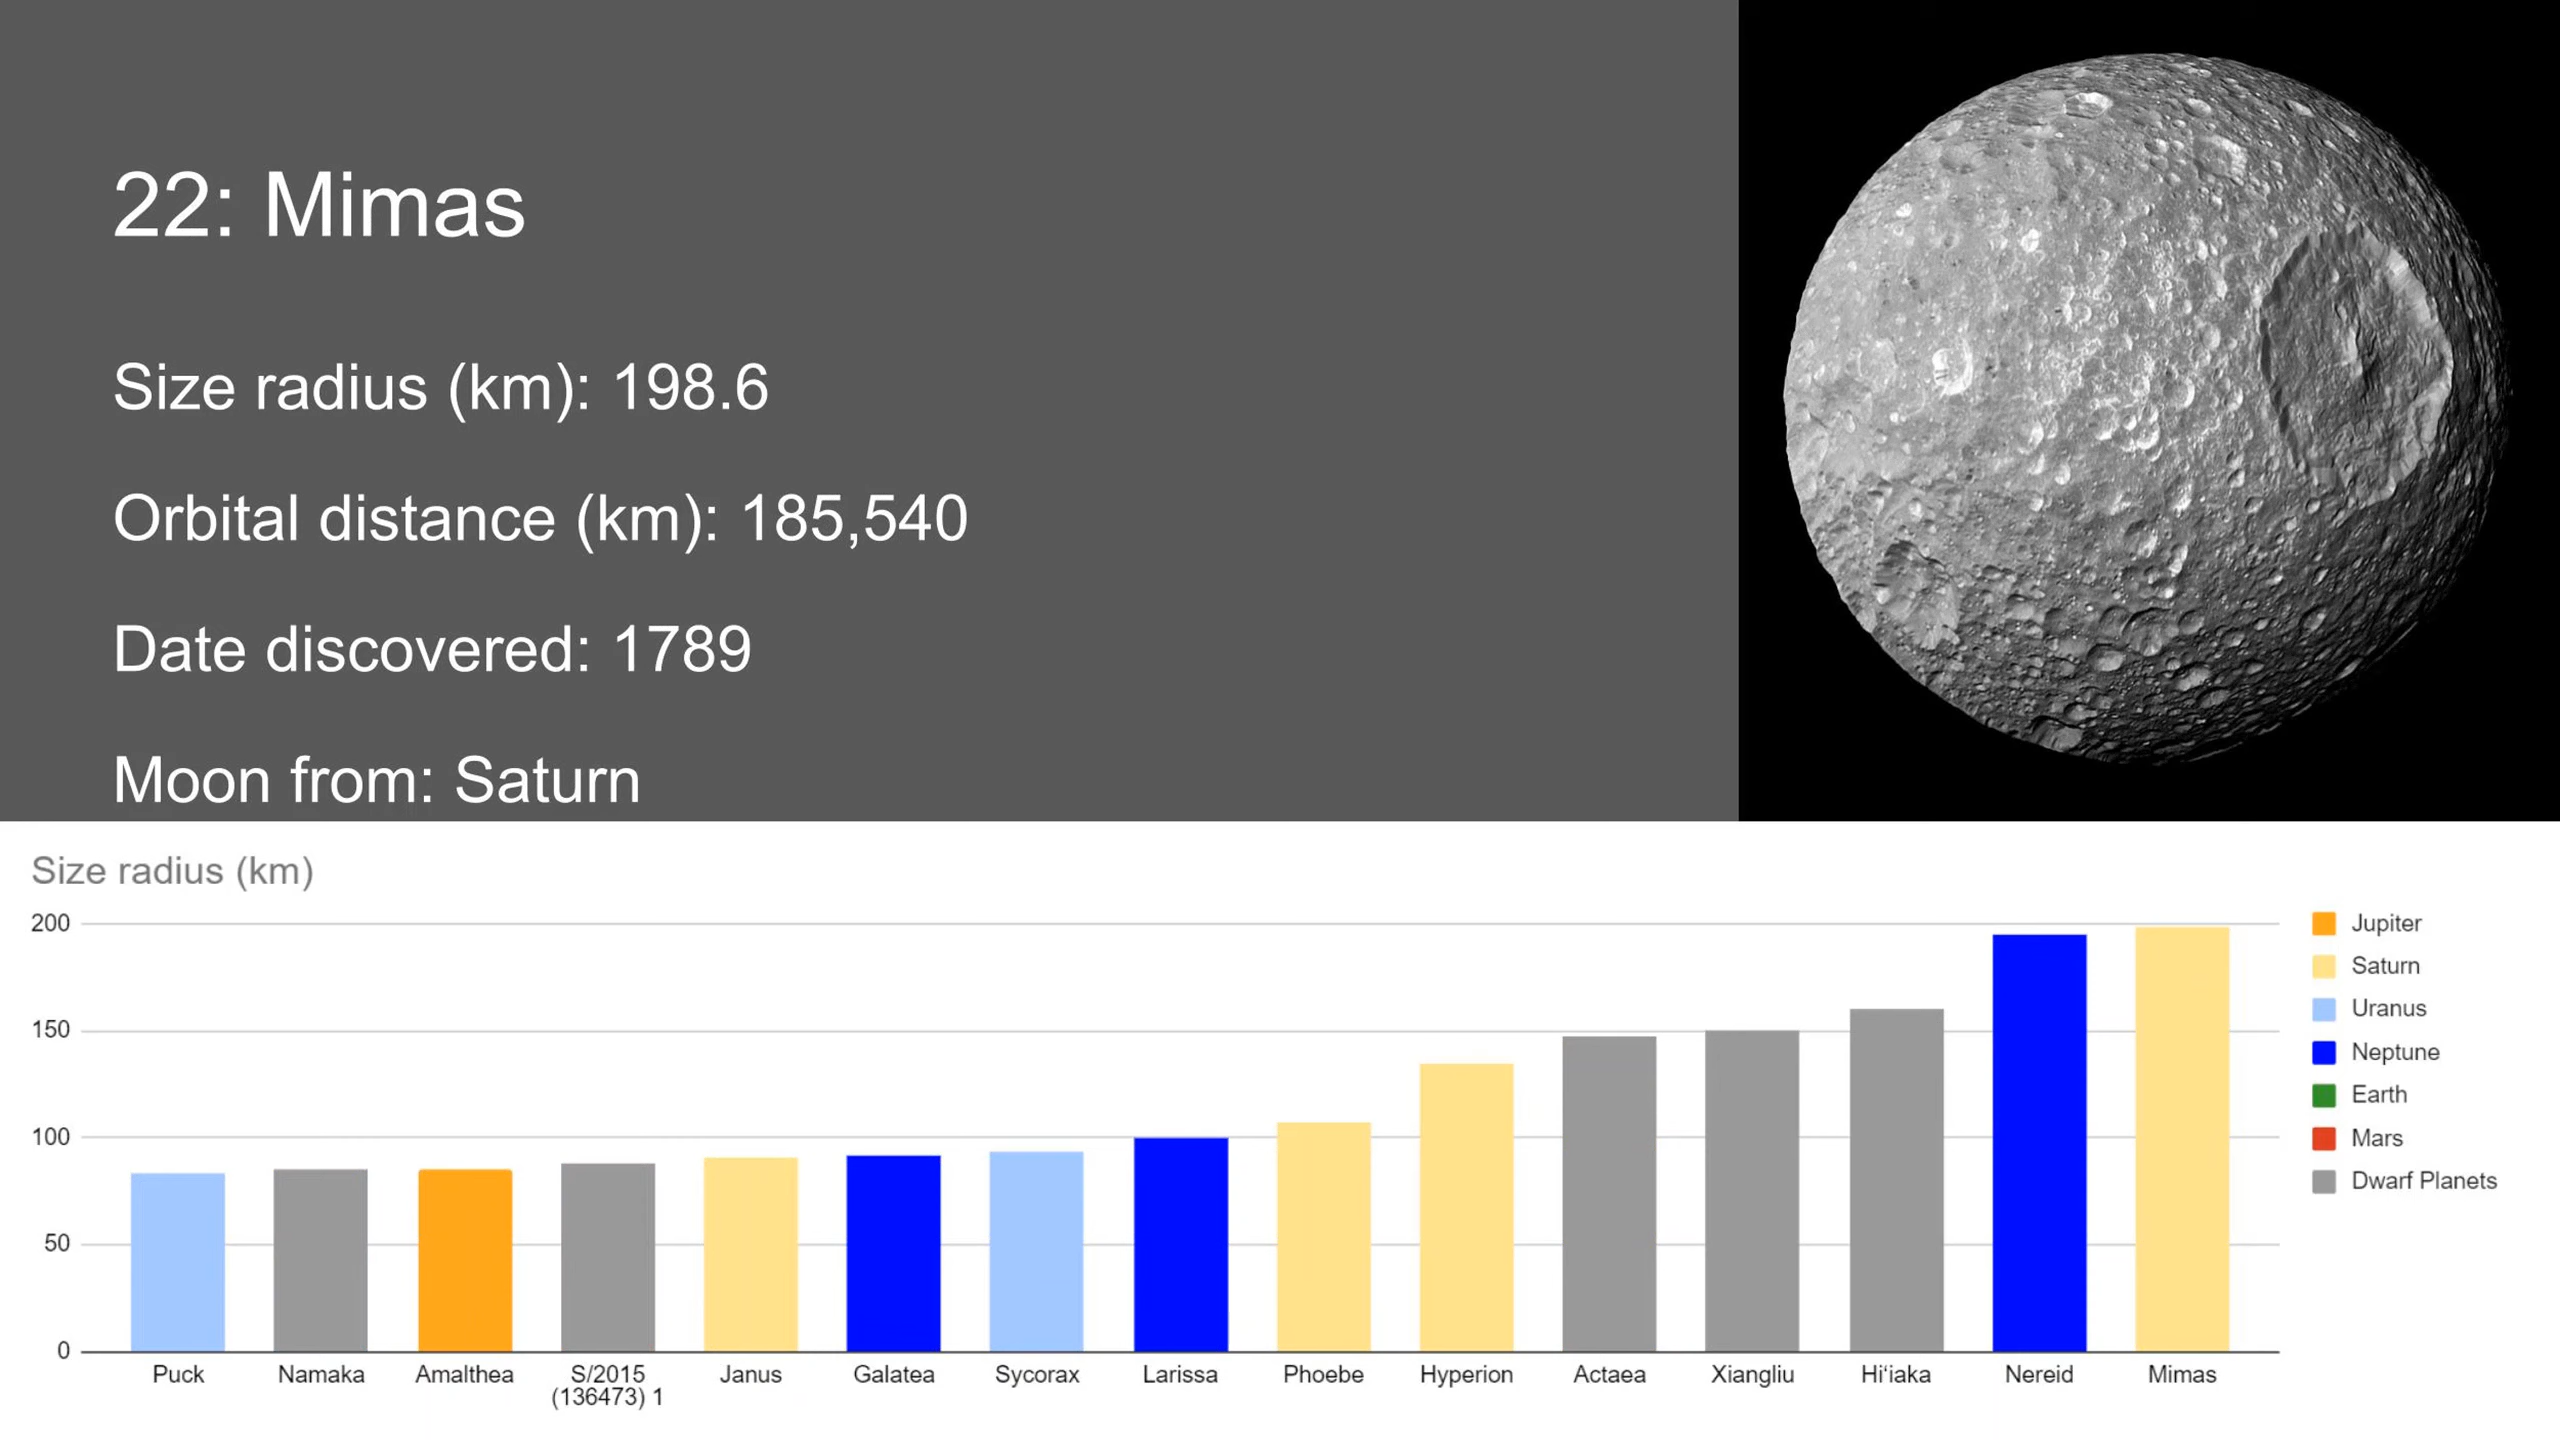 22: Mimas
Size radius (km): 198.6
Orbital distance (km): 185,540
Date discovered: 1789
Moon from: Saturn
Size radius (km)
200
150
100
50
0
Puck
Namaka
Amalthea
S/2015
(136473) 1
Janus
Galatea
Sycorax
Larissa
Phoebe
Hyperion
Actaea
Xiangliu
Hiʻiaka
Nereid
Mimas
Jupiter
Saturn
Uranus
Neptune
Earth
Mars
Dwarf Planets